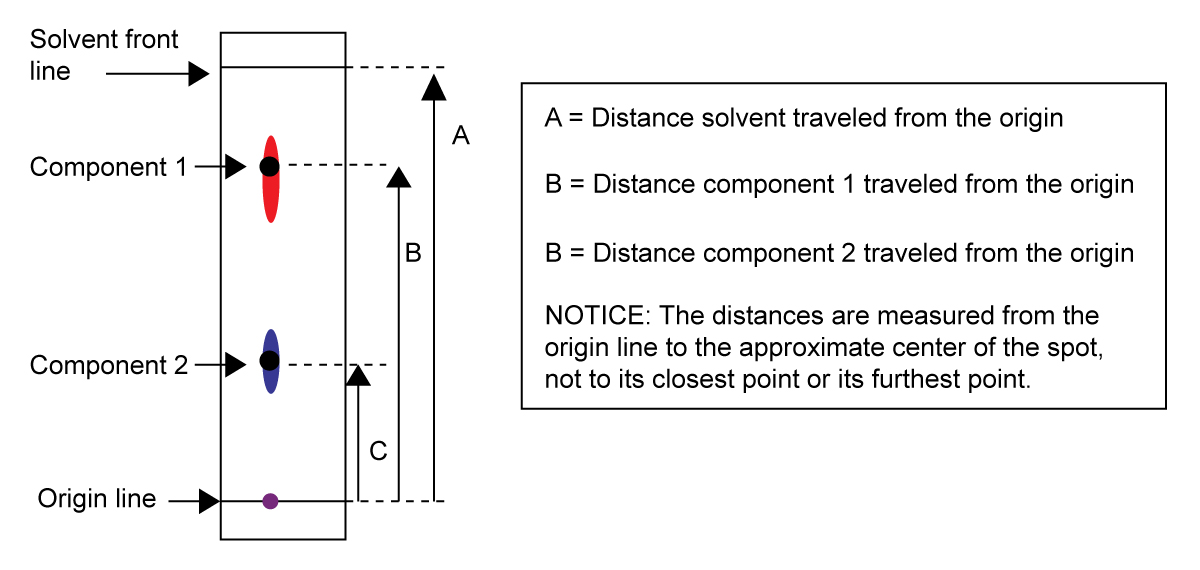 Solvent front
line
A
Component 1
B
Component 2
C
Origin line
A = Distance solvent traveled from the origin
B = Distance component 1 traveled from the origin
B = Distance component 2 traveled from the origin
NOTICE: The distances are measured from the
origin line to the approximate center of the spot,
not to its closest point or its furthest point.